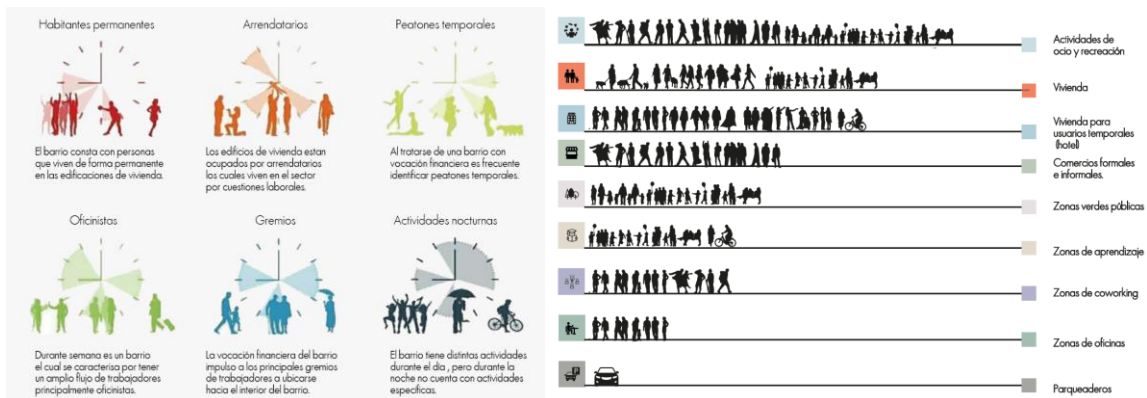 Habitantes permanentes
El barrio consta con personas
que viven de forma permanente
en las edificaciones de vivienda.
Arrendatarios
Los edificios de vivienda estan
ocupados por arrendatarios
los cuales viven en el sector
por cuestiones laborales.
Peatones temporales
Al tratarse de una barrio con
vocación financiera es frecuente
identificar peatones temporales.
Oficinistas
Durante semana es un barrio
el cual se caracterisa por tener
un amplio flujo de trabajadores
principalmente oficinistas.
Gremios
La vocación financiera del barrio
impulso a los principales gremios
de trabajadores a ubicarse
hacia el interior del barrio.
Actividades nocturnas
El barrio tiene distintas actividades
durante el dia , pero durante la
noche no cuenta con actividades
especificas.
Actividades de
ocio y recreación
Vivienda
Vivienda para
usuarios temporales
(hotel)
Comercios formales
e informales.
Zonas verdes públicas
Zonas de aprendizaje
Zonas de coworking
Zonas de oficinas
Parqueaderos